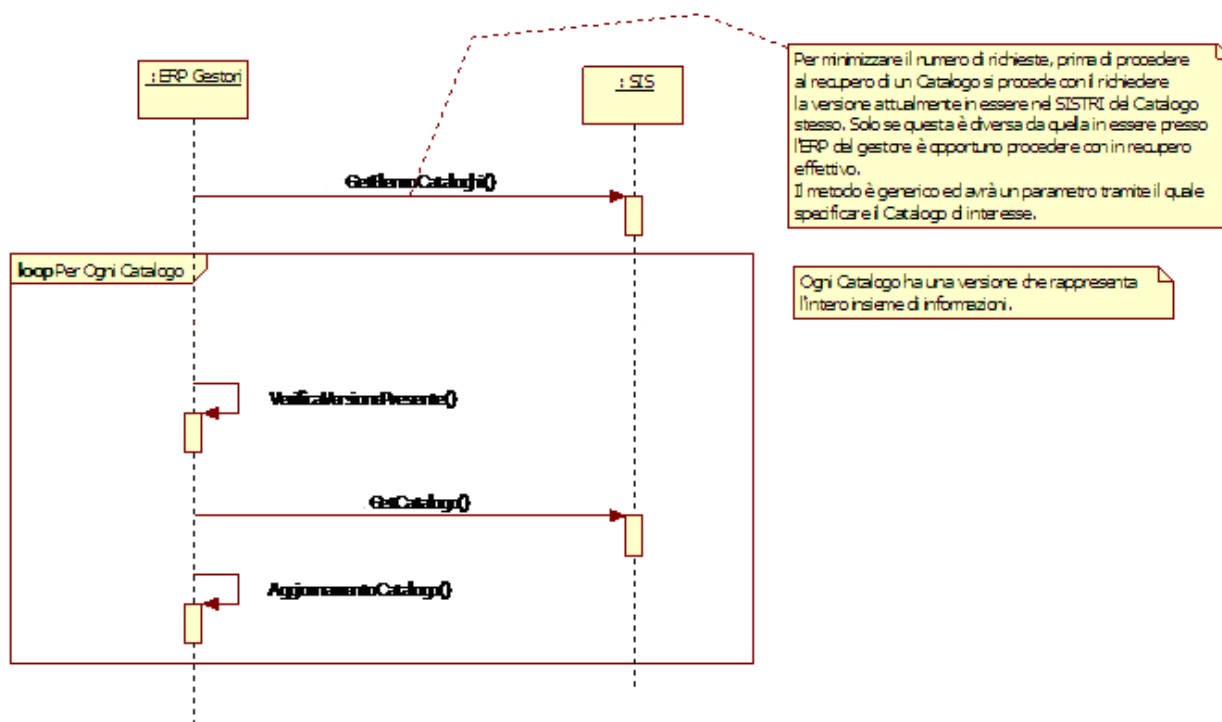 : ERP Gestori
: SIS
Per minimizzare il numero di richieste, prima di procedere
al recupero di un Catalogo si procede con il richiedere
la versione attualmente in essere nel SISTRI del Catalogo
stesso. Solo se questa è diversa da quella in essere presso
l'ERP del gestore è opportuno procedere con in recupero
effettivo.
Il metodo è generico ed avrà un parametro tramite il quale
specificare il Catalogo di interesse.
GetElencoCataloghi()
loop Per Ogni Catalogo
Ogni Catalogo ha una versione che rappresenta
l'intero insieme di informazioni.
VerificaVersionePresente()
GetCatalogo()
AggiornamentoCatalogo()